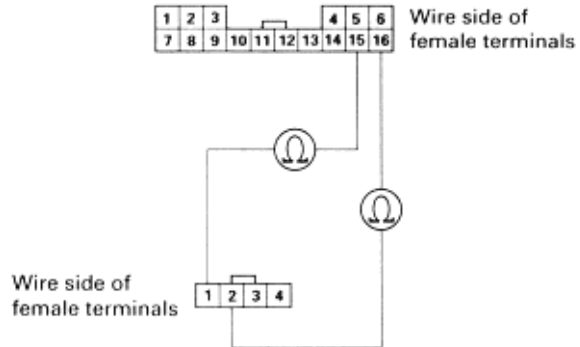 1 2 3 4 5 6
7 8 9 10 11 12 13 14 15 16
Wire side of
female terminals
Ω
Ω
Wire side of
female terminals
1 2 3 4